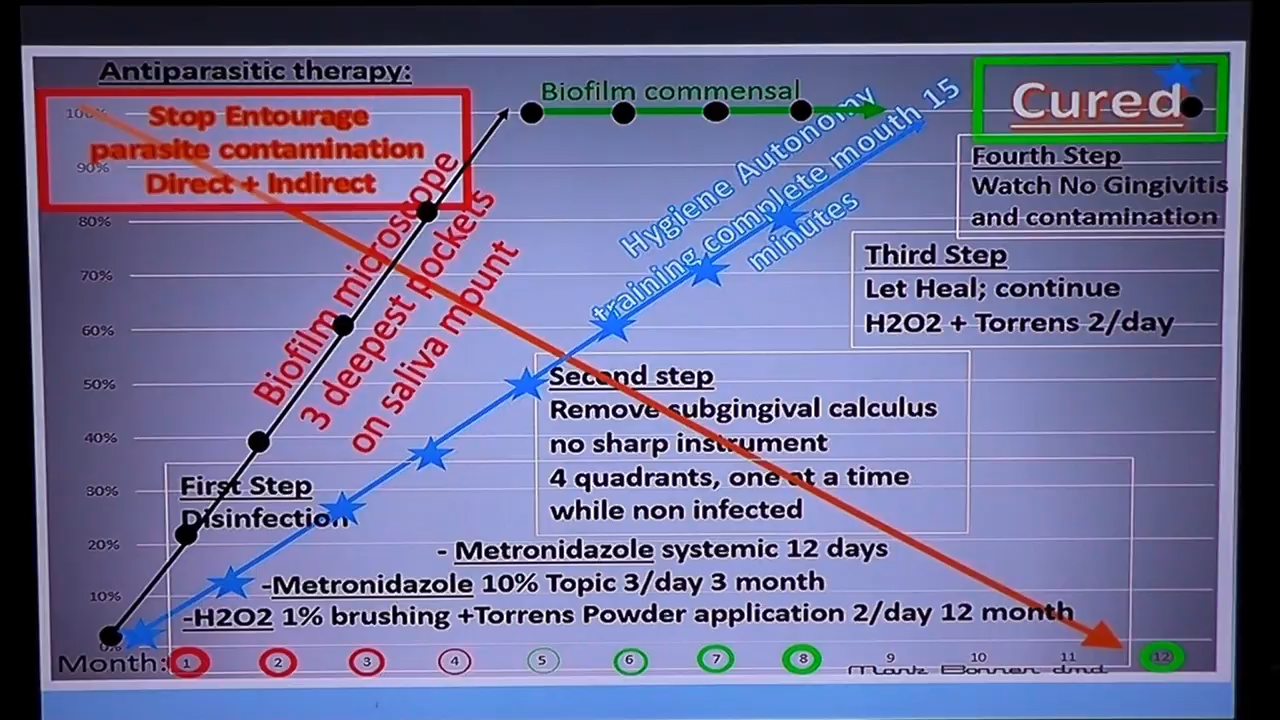 Antiparasitic therapy:
Stop Entourage
parasite contamination
Direct + Indirect
100%
90%
80%
70%
60%
50%
40%
30%
20%
10%
0%
Biofilm microscope
3 deepest pockets
on saliva mount
Biofilm commensal
Hygiene Autonomy
training complete mouth 15
minutes
Cured
Fourth Step
Watch No Gingivitis
and contamination
Third Step
Let Heal; continue
H2O2 + Torrens 2/day
Second step
Remove subgingival calculus
no sharp instrument
4 quadrants, one at a time
while non infected
First Step
Disinfection
- Metronidazole systemic 12 days
-Metronidazole 10% Topic 3/day 3 month
-H2O2 1% brushing +Torrens Powder application 2/day 12 month
Month: 1 2 3 4 5 6 7 8 9 10 11 12
Mark Bonner dmd